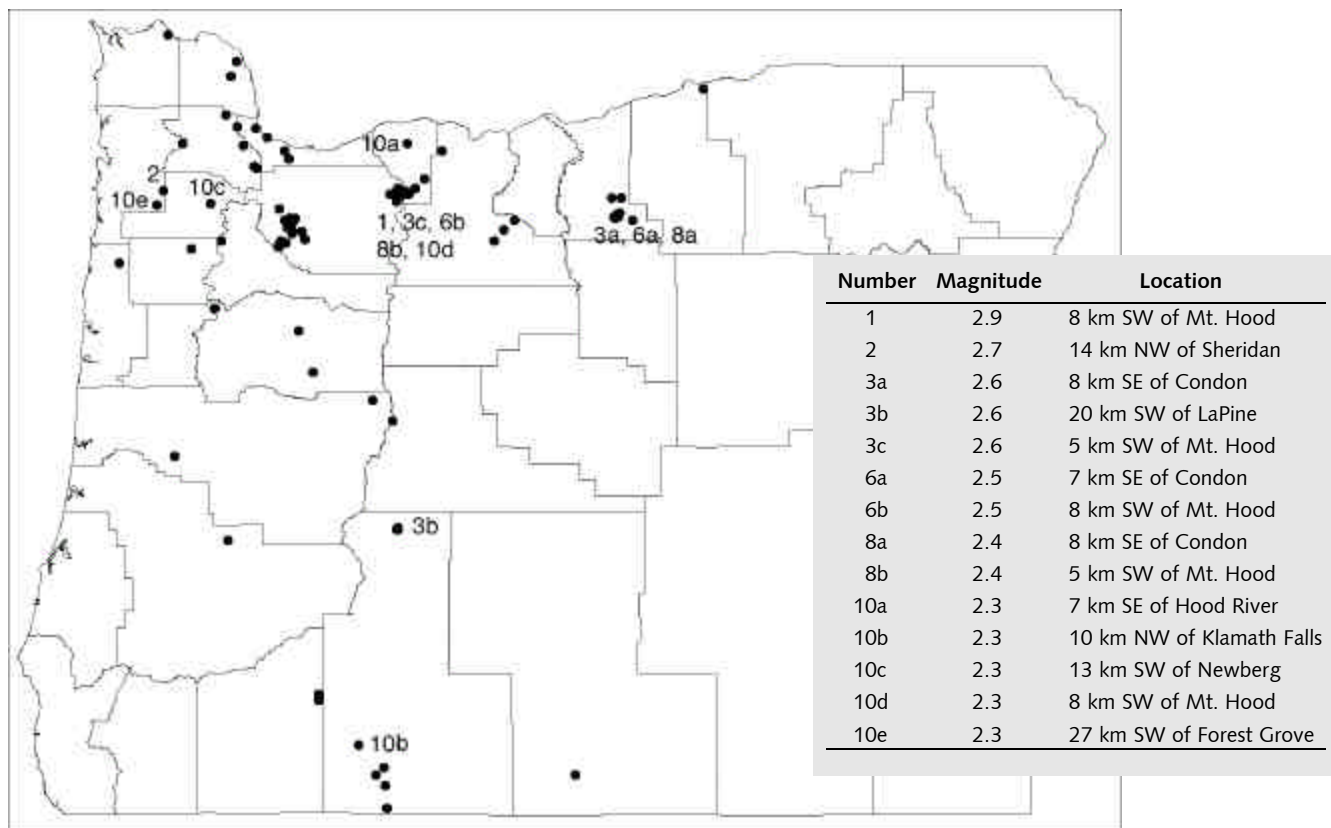 10a
2
10c
10e
1, 3c, 6b
8b, 10d
3a, 6a, 8a
3b
10b
Number Magnitude Location
1 2.9 8 km SW of Mt. Hood
2 2.7 14 km NW of Sheridan
3a 2.6 8 km SE of Condon
3b 2.6 20 km SW of LaPine
3c 2.6 5 km SW of Mt. Hood
6a 2.5 7 km SE of Condon
6b 2.5 8 km SW of Mt. Hood
8a 2.4 8 km SE of Condon
8b 2.4 5 km SW of Mt. Hood
10a 2.3 7 km SE of Hood River
10b 2.3 10 km NW of Klamath Falls
10c 2.3 13 km SW of Newberg
10d 2.3 8 km SW of Mt. Hood
10e 2.3 27 km SW of Forest Grove